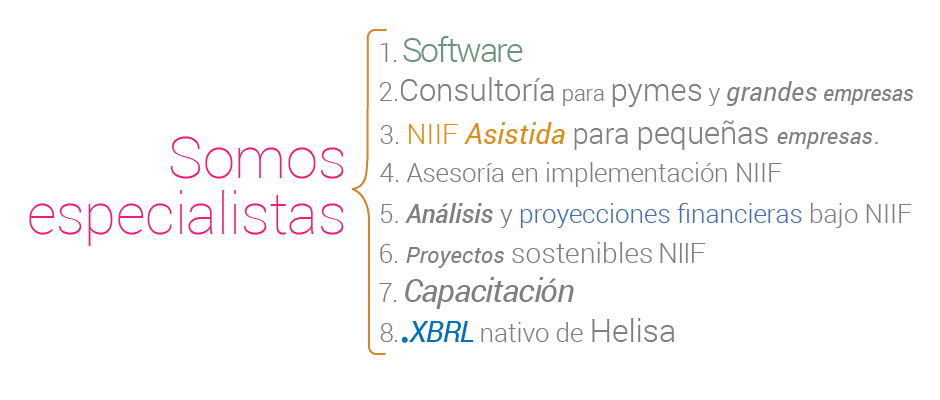 Somos
especialistas
1. Software
2.Consultoría para pymes y grandes empresas
3. NIIF Asistida para pequeñas empresas.
4. Asesoría en implementación NIIF
5. Análisis y proyecciones financieras bajo NIIF
6. Proyectos sostenibles NIIF
7. Capacitación
8. .XBRL nativo de Helisa